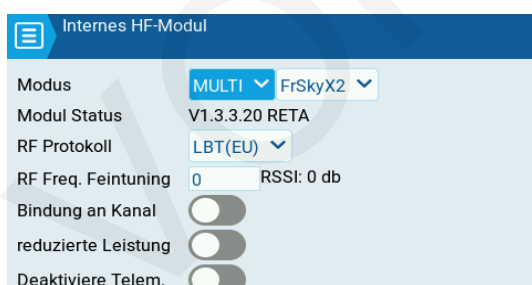 Internes HF-Modul
Modus MULTI FrSkyX2
Modul Status V1.3.3.20 RETA
RF Protokoll LBT(EU)
RF Freq. Feintuning 0 RSSI: 0 db
Bindung an Kanal
reduzierte Leistung
Deaktiviere Telem.